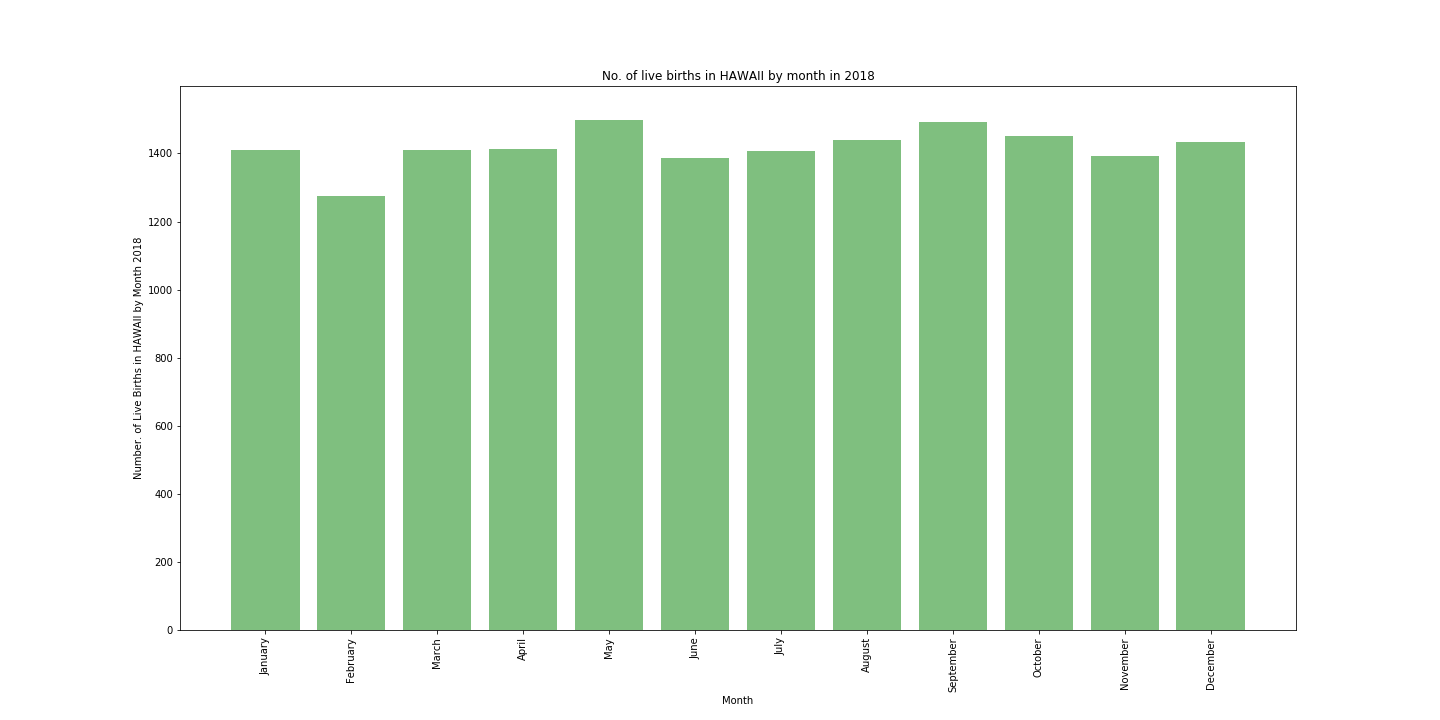 No. of live births in HAWAII by month in 2018
Number. of Live Births in HAWAII by Month 2018
1400
1200
1000
800
600
400
200
0
January
February
March
April
May
June
July
August
September
October
November
December
Month